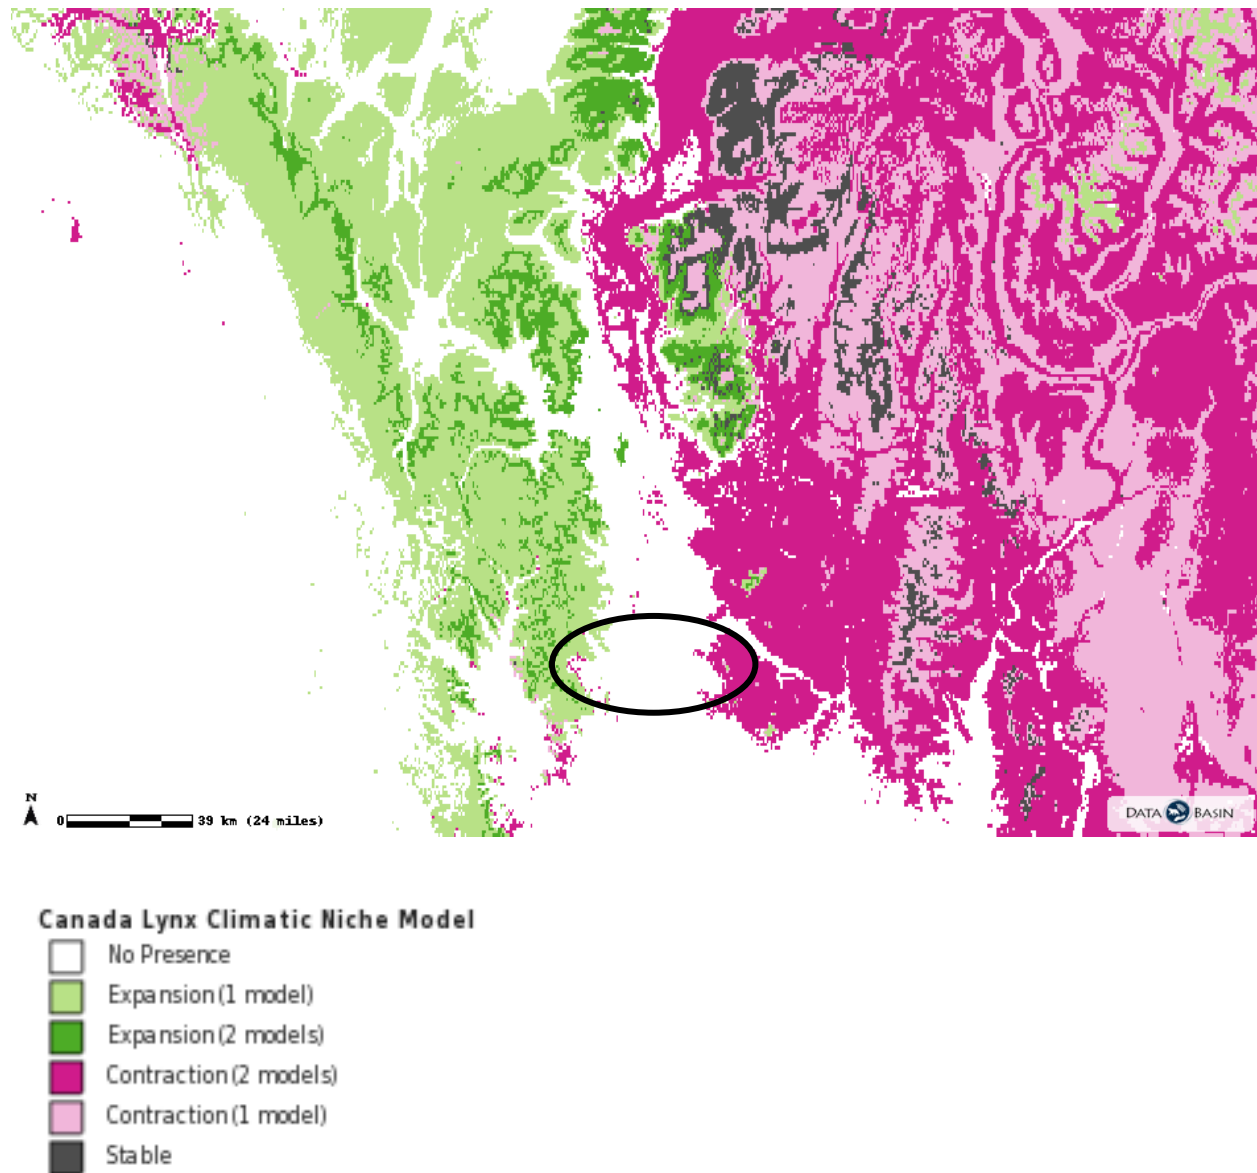 N
0 39 km (24 miles)
DATA BASIN
Canada Lynx Climatic Niche Model
No Presence
Expansion (1 model)
Expansion (2 models)
Contraction (2 models)
Contraction (1 model)
Stable